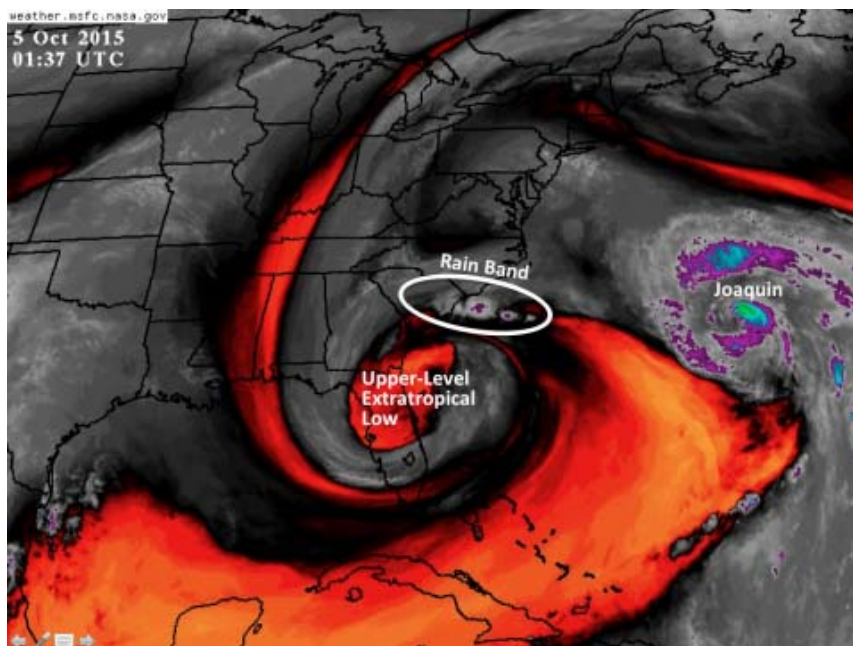 weather.msfc.nasa.gov
5 Oct 2015
01:37 UTC
Rain Band
Joaquin
Upper-Level
Extratropical
Low